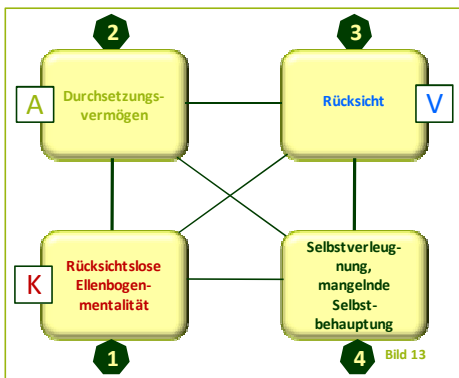 2
3
A
Durchsetzungs-
vermögen
Rücksicht
V
K
Rücksichtslose
Ellenbogen-
mentalität
Selbstverleug-
nung,
mangelnde
Selbst-
behauptung
1
4
Bild 13